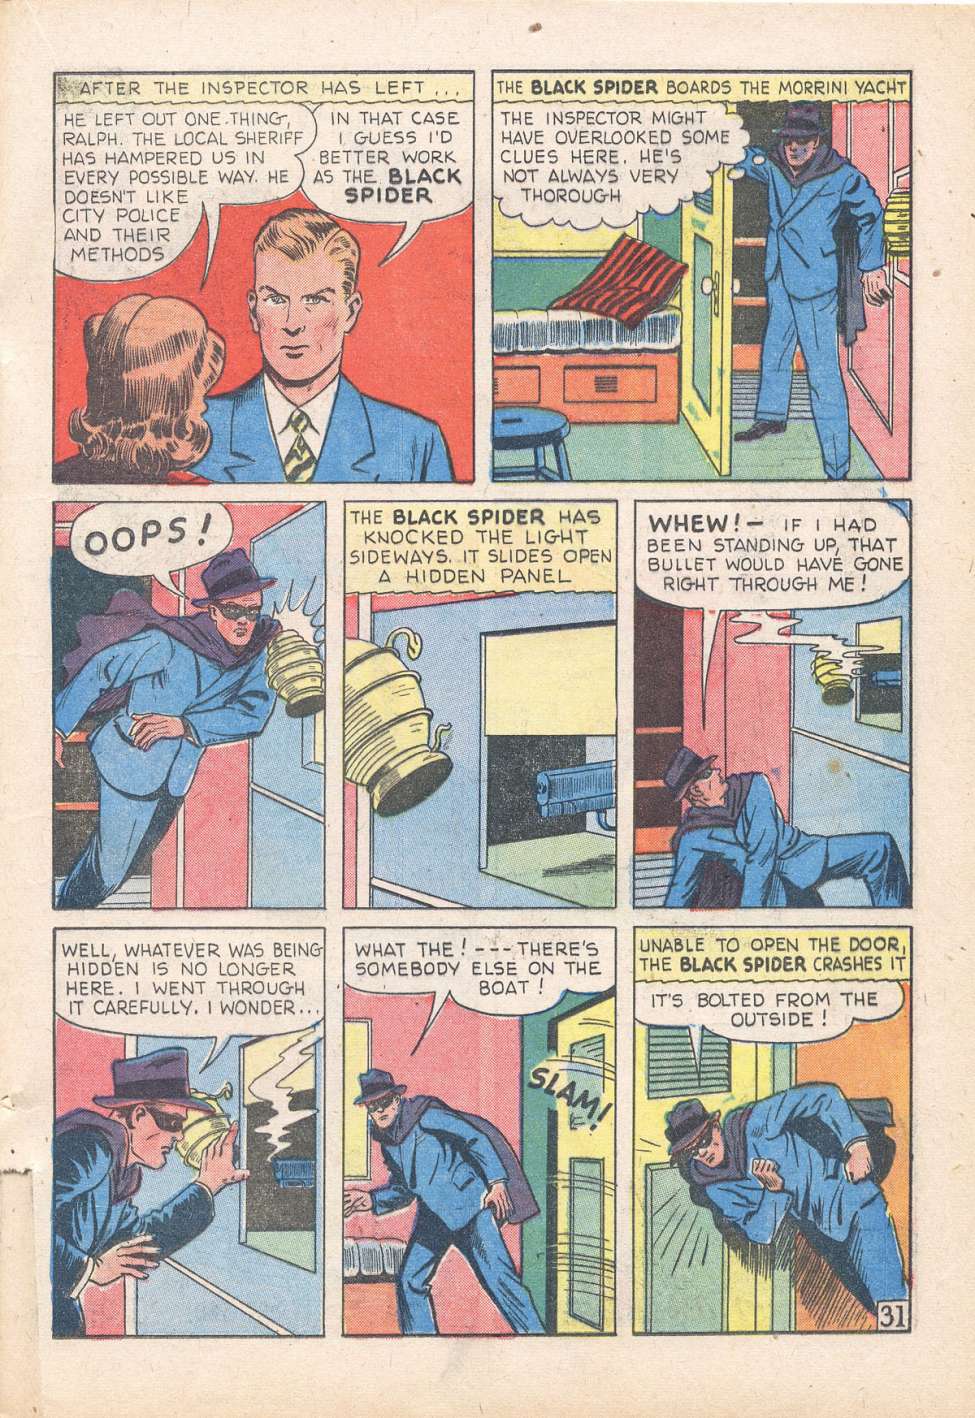 AFTER THE INSPECTOR HAS LEFT...
HE LEFT OUT ONE THING,
RALPH. THE LOCAL SHERIFF
HAS HAMPERED US IN
EVERY POSSIBLE WAY. HE
DOESN'T LIKE
CITY POLICE
AND THEIR
METHODS
IN THAT CASE
I GUESS I'D
BETTER WORK
AS THE BLACK
SPIDER
THE BLACK SPIDER BOARDS THE MORRINI YACHT
THE INSPECTOR MIGHT
HAVE OVERLOOKED SOME
CLUES HERE. HE'S
NOT ALWAYS VERY
THOROUGH
OOPS!
THE BLACK SPIDER HAS
KNOCKED THE LIGHT
SIDEWAYS. IT SLIDES OPEN
A HIDDEN PANEL
WHEW!- IF I HAD
BEEN STANDING UP, THAT
BULLET WOULD HAVE GONE
RIGHT THROUGH ME!
WELL, WHATEVER WAS BEING
HIDDEN IS NO LONGER
HERE. I WENT THROUGH
IT CAREFULLY. I WONDER...
WHAT THE!---THERE'S
SOMEBODY ELSE ON THE
BOAT!
SLAM!
UNABLE TO OPEN THE DOOR,
THE BLACK SPIDER CRASHES IT
IT'S BOLTED FROM THE
OUTSIDE!
31